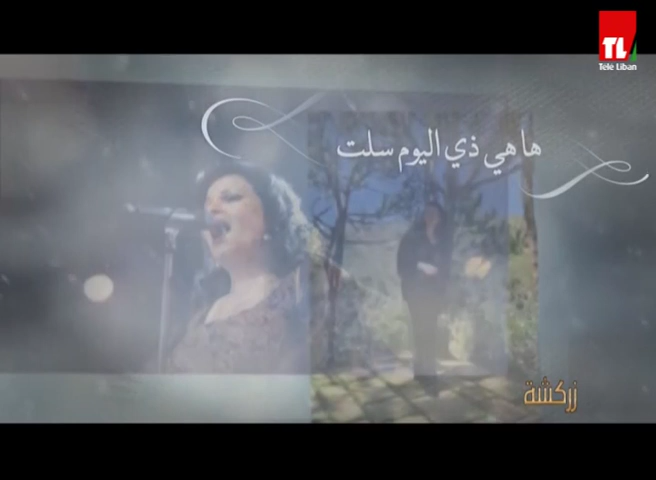 TL
Télé Liban
ها هي ذي اليوم سلت
زركشة